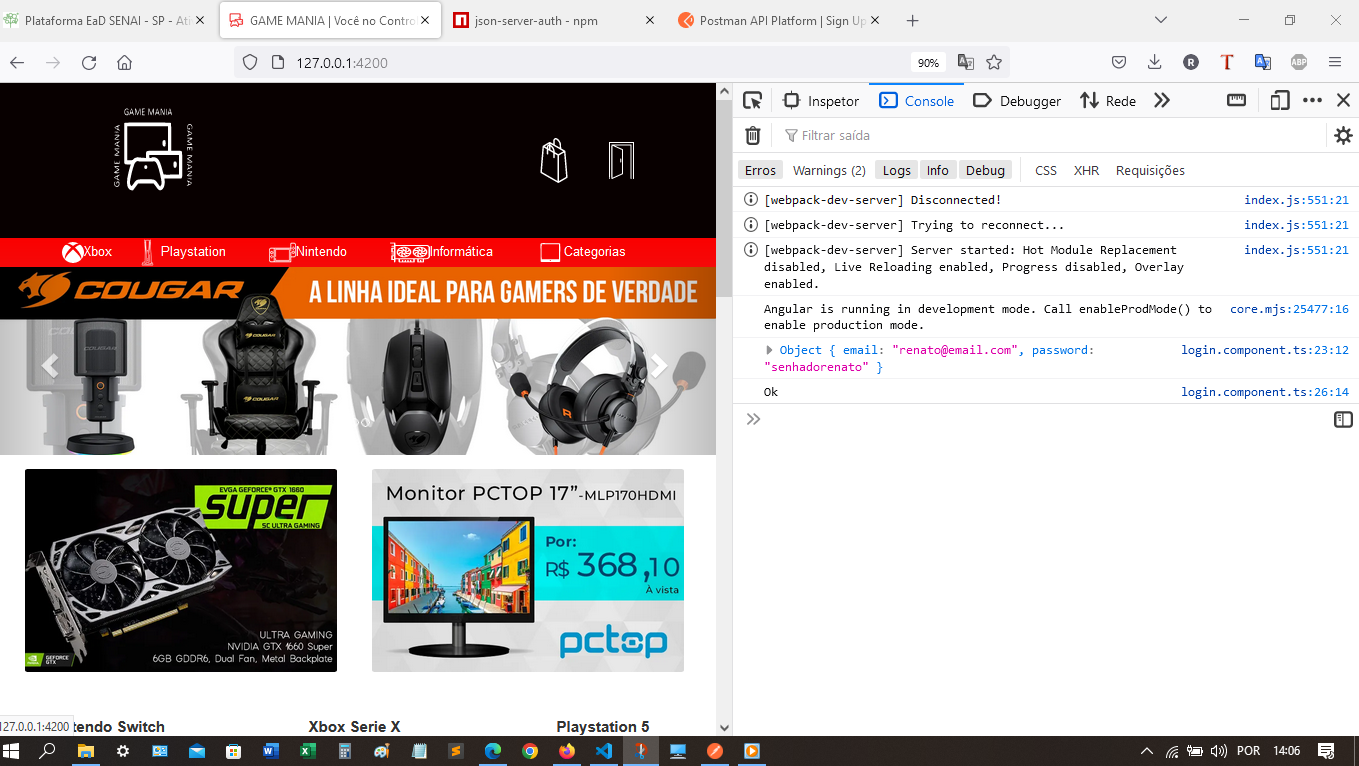 Plataforma EaD SENAI - SP - Ati
GAME MANIA | Você no Contro
json-server-auth - npm
Postman API Platform | Sign Up
127.0.0.1:4200
90%
GAME MANIA
GAME MANIA
GAME MANIA
Xbox
Playstation
Nintendo
Informática
Categorias
COUGAR
A LINHA IDEAL PARA GAMERS DE VERDADE
COUGAR
COUGAR
EVGA GEFORCE® GTX 1660
super
SC ULTRA GAMING
ULTRA GAMING
NVIDIA GTX 1660 Super
6GB GDDR6, Dual Fan, Metal Backplate
GEFORCE
GTX
Monitor PCTOP 17”-MLP170HDMI
Por:
R$ 368,10
À vista
pctop
127.0.0.1:4200
tendo Switch
Xbox Serie X
Playstation 5
Inspetor
Console
Debugger
Rede
Filtrar saída
Erros
Warnings (2)
Logs
Info
Debug
CSS
XHR
Requisições
[webpack-dev-server] Disconnected! index.js:551:21
[webpack-dev-server] Trying to reconnect... index.js:551:21
[webpack-dev-server] Server started: Hot Module Replacement index.js:551:21
disabled, Live Reloading enabled, Progress disabled, Overlay
enabled.
Angular is running in development mode. Call enableProdMode() to core.mjs:25477:16
enable production mode.
Object { email: "renato@email.com", password: login.component.ts:23:12
"senhadorenato" }
Ok login.component.ts:26:14
POR
14:06